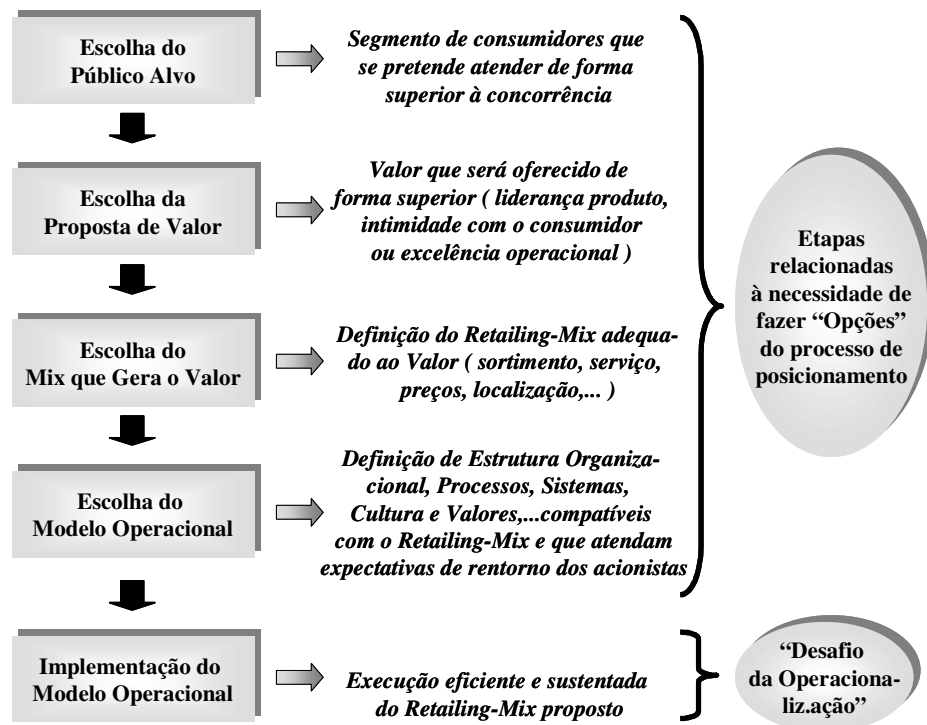 Escolha do
Público Alvo
Segmento de consumidores que
se pretende atender de forma
superior à concorrência
Escolha da
Proposta de Valor
Valor que será oferecido de
forma superior ( liderança produto,
intimidade com o consumidor
ou excelência operacional )
Escolha do
Mix que Gera o Valor
Definição do Retailing-Mix adequa-
do ao Valor ( sortimento, serviço,
preços, localização,... )
Escolha do
Modelo Operacional
Definição de Estrutura Organiza-
cional, Processos, Sistemas,
Cultura e Valores,...compatíveis
com o Retailing-Mix e que atendam
expectativas de rentorno dos acionistas
Etapas
relacionadas
à necessidade de
fazer “Opções”
do processo de
posicionamento
Implementação do
Modelo Operacional
Execução eficiente e sustentada
do Retailing-Mix proposto
“Desafio
da Operaciona-
liz.ação”